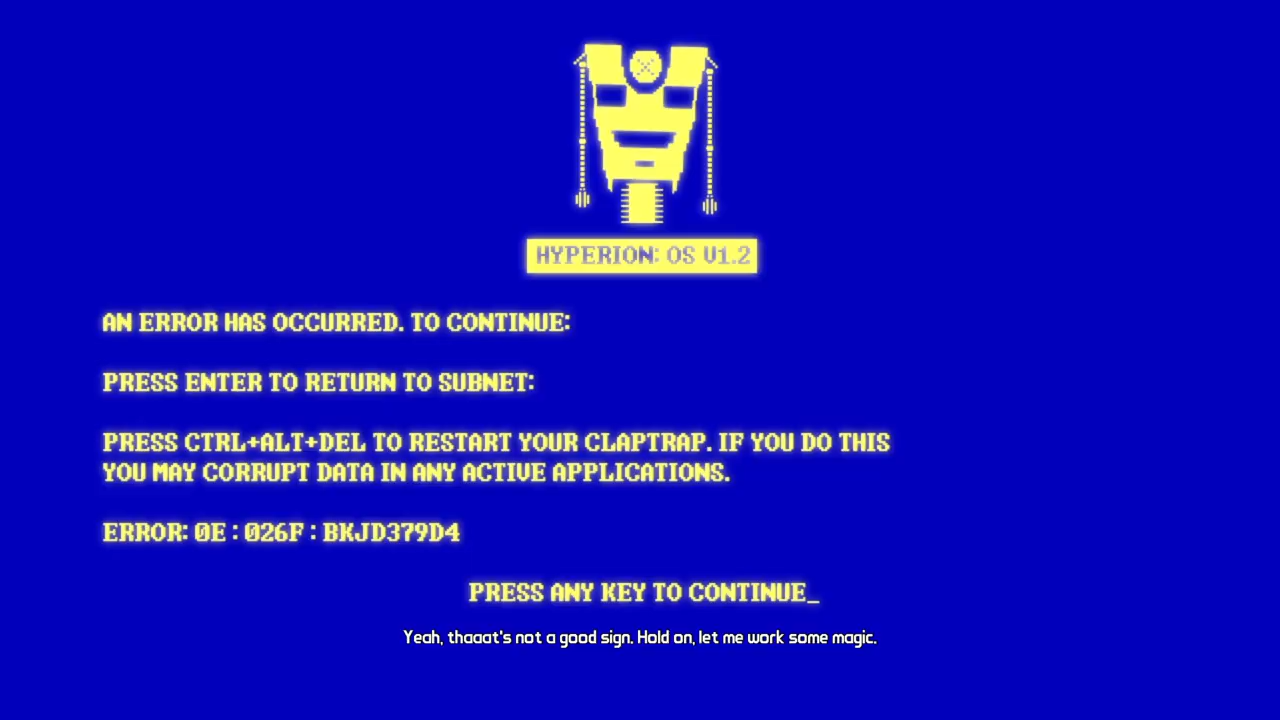 HYPERION: OS V1.2
AN ERROR HAS OCCURRED. TO CONTINUE:
PRESS ENTER TO RETURN TO SUBNET:
PRESS CTRL+ALT+DEL TO RESTART YOUR CLAPTRAP. IF YOU DO THIS
YOU MAY CORRUPT DATA IN ANY ACTIVE APPLICATIONS.
ERROR: 0E : 026F : BKJD379D4
PRESS ANY KEY TO CONTINUE_
Yeah, thaaat's not a good sign. Hold on, let me work some magic.